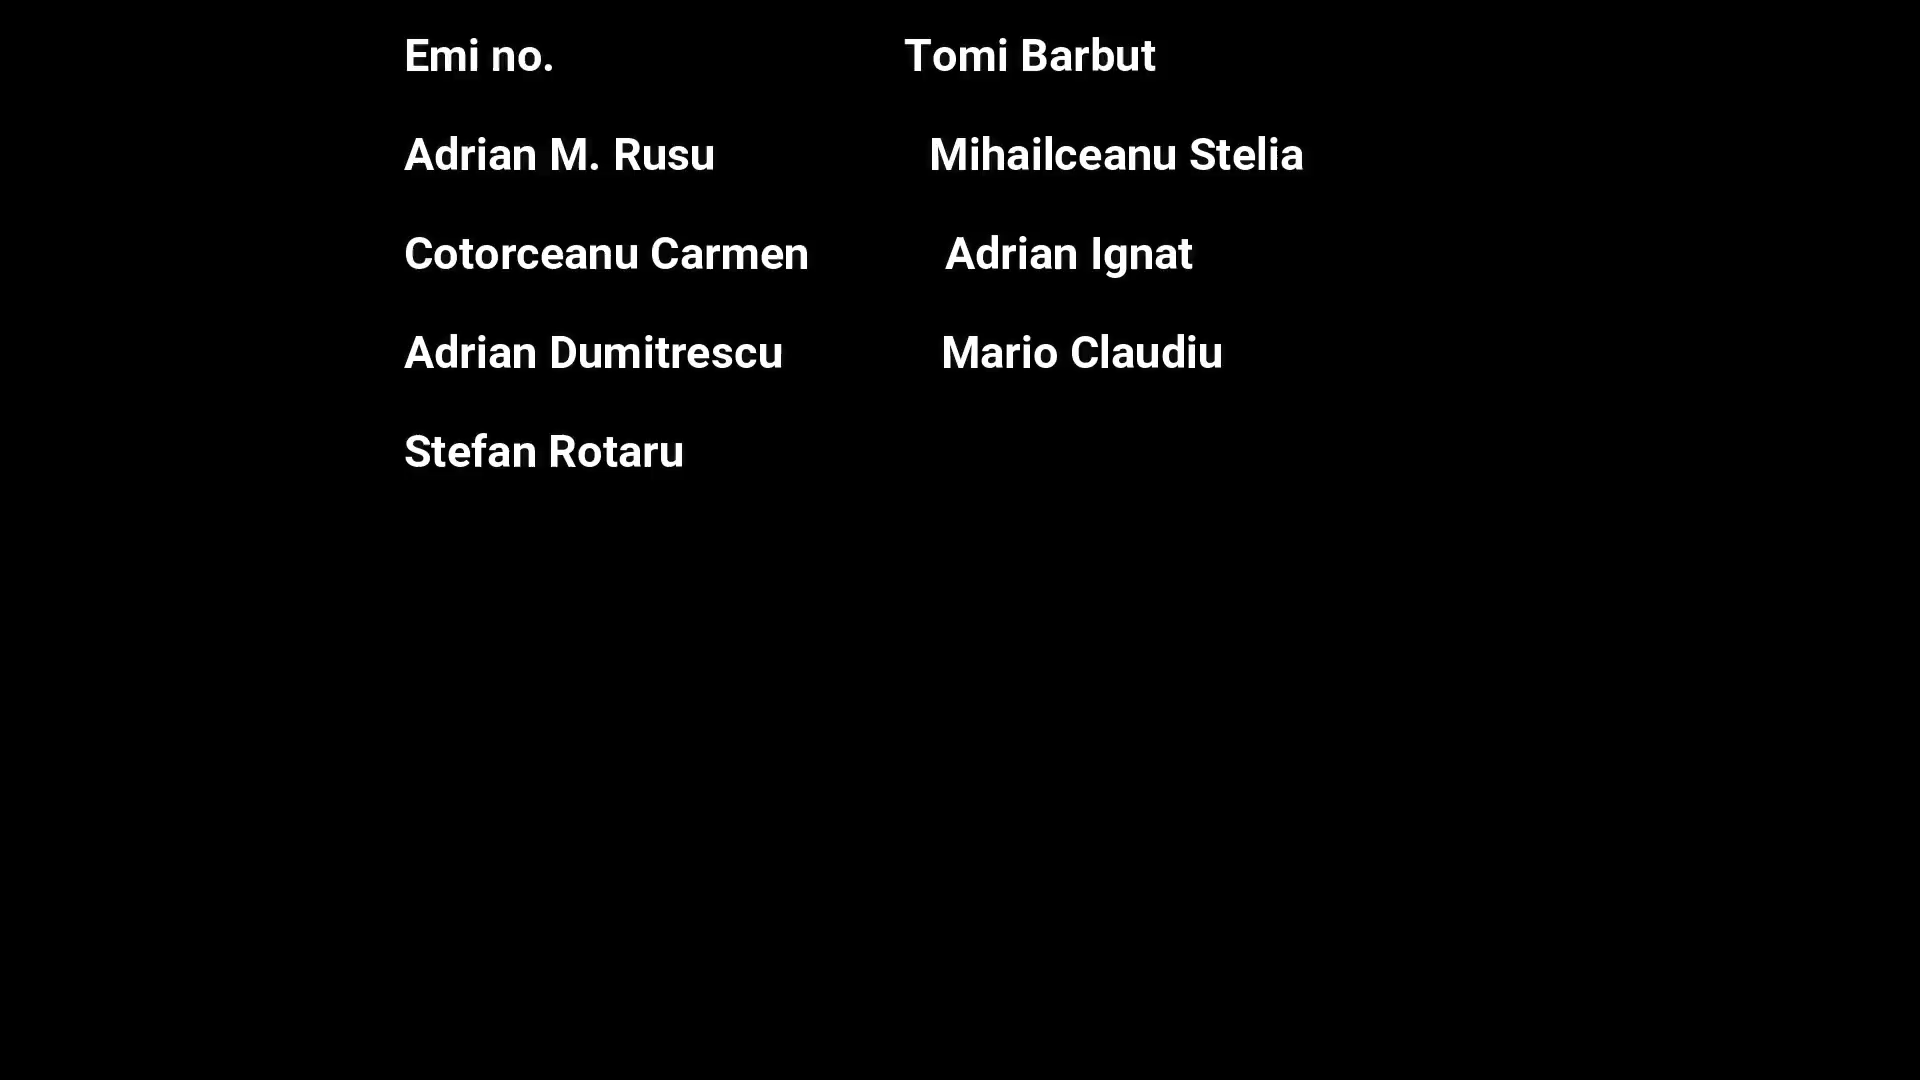 Emi no. Tomi Barbut
Adrian M. Rusu Mihailceanu Stelia
Cotorceanu Carmen Adrian Ignat
Adrian Dumitrescu Mario Claudiu
Stefan Rotaru